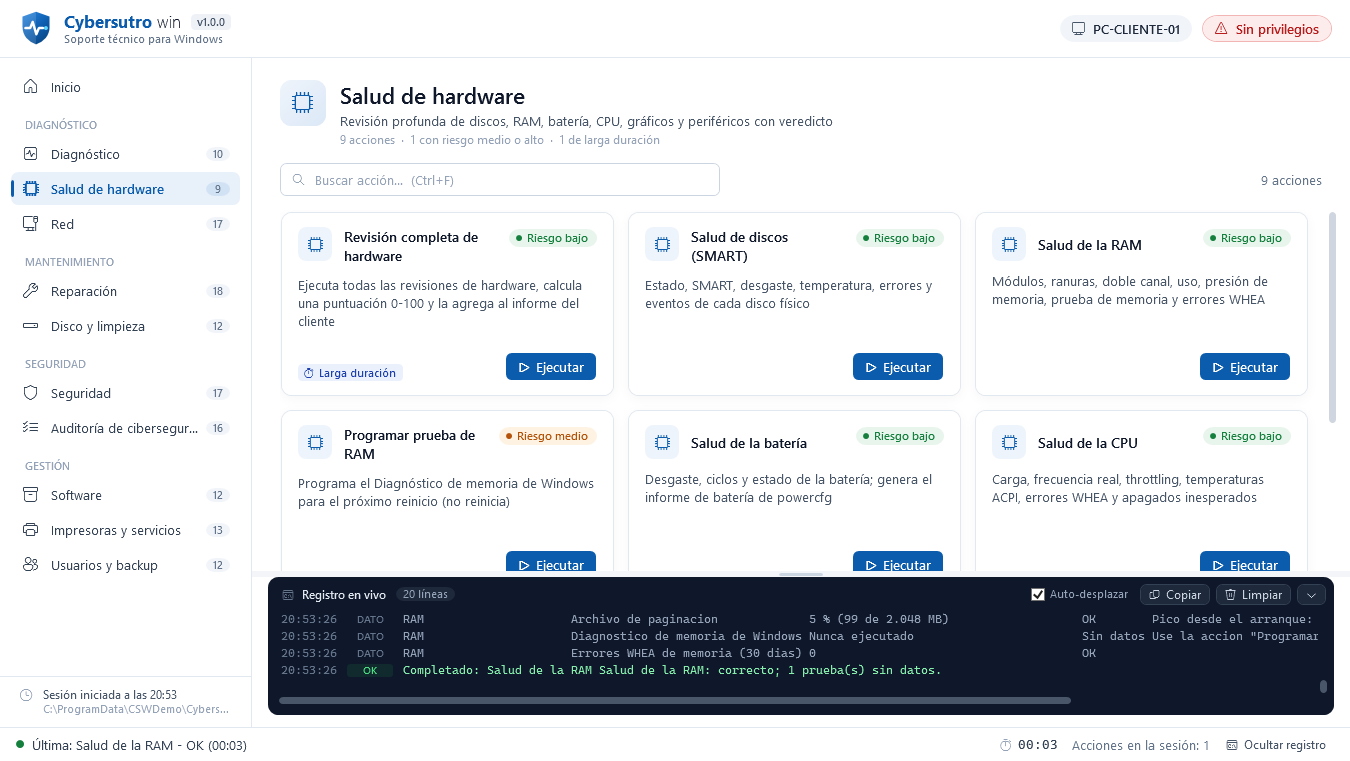 Cybersutro win v1.0.0
Soporte técnico para Windows
PC-CLIENTE-01
Sin privilegios
Inicio
DIAGNÓSTICO
Diagnóstico 10
Salud de hardware 9
Red 17
MANTENIMIENTO
Reparación 18
Disco y limpieza 12
SEGURIDAD
Seguridad 17
Auditoría de cibersegur... 16
GESTIÓN
Software 12
Impresoras y servicios 13
Usuarios y backup 12
Sesión iniciada a las 20:53
C:\ProgramData\CSWDemo\Cybers...
Salud de hardware
Revisión profunda de discos, RAM, batería, CPU, gráficos y periféricos con veredicto
9 acciones · 1 con riesgo medio o alto · 1 de larga duración
Buscar acción... (Ctrl+F)
9 acciones
Revisión completa de hardware
Riesgo bajo
Ejecuta todas las revisiones de hardware, calcula
una puntuación 0-100 y la agrega al informe del
cliente
Larga duración
Ejecutar
Salud de discos (SMART)
Riesgo bajo
Estado, SMART, desgaste, temperatura, errores y
eventos de cada disco físico
Ejecutar
Salud de la RAM
Riesgo bajo
Módulos, ranuras, doble canal, uso, presión de
memoria, prueba de memoria y errores WHEA
Ejecutar
Programar prueba de RAM
Riesgo medio
Programa el Diagnóstico de memoria de Windows
para el próximo reinicio (no reinicia)
Ejecutar
Salud de la batería
Riesgo bajo
Desgaste, ciclos y estado de la batería; genera el
informe de batería de powercfg
Ejecutar
Salud de la CPU
Riesgo bajo
Carga, frecuencia real, throttling, temperaturas
ACPI, errores WHEA y apagados inesperados
Ejecutar
Registro en vivo 20 líneas
Auto-desplazar
Copiar
Limpiar
20:53:26 DATO RAM Archivo de paginacion 5 % (99 de 2.048 MB) OK Pico desde el arranque:
20:53:26 DATO RAM Diagnostico de memoria de Windows Nunca ejecutado Sin datos Use la accion "Programar
20:53:26 DATO RAM Errores WHEA de memoria (30 dias) 0 OK
20:53:26 OK Completado: Salud de la RAM Salud de la RAM: correcto; 1 prueba(s) sin datos.
Última: Salud de la RAM - OK (00:03)
00:03
Acciones en la sesión: 1
Ocultar registro